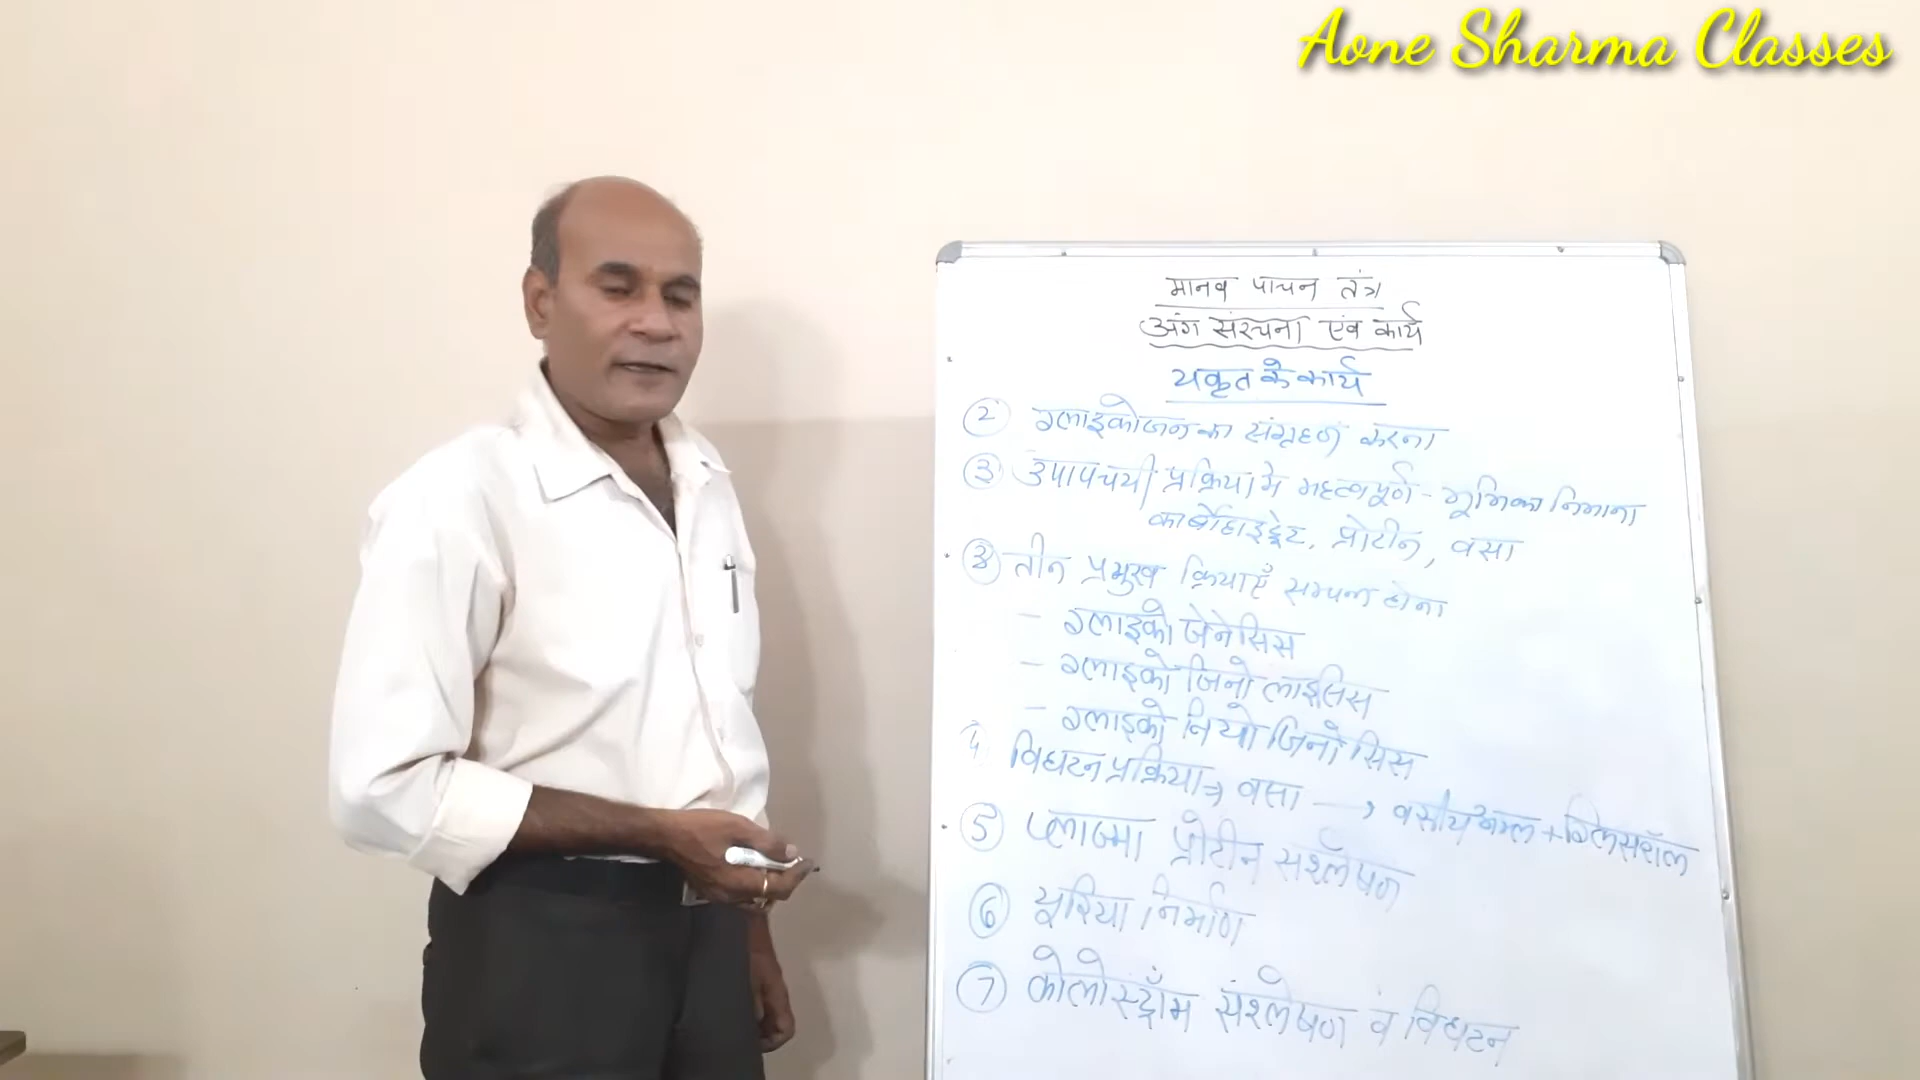 Aone Sharma Classes
मानव पाचन तंत्र
अंग संरचना एवं कार्य
यकृत के कार्य
2 ग्लाइकोजन का संग्रहण करना
3 उपापचयी प्रक्रिया में महत्वपूर्ण - भूमिका निभाना
कार्बोहाइड्रेट, प्रोटीन, वसा
3 तीन प्रमुख क्रियाएँ सम्पन्न होना
- ग्लाइको जेनेसिस
- ग्लाइको जिनो लाइसिस
- ग्लाइको नियो जिनो सिस
4 विघटन प्रक्रिया → वसा → वसीय अम्ल + ग्लिसरॉल
5 प्लाज्मा प्रोटीन संश्लेषण
6 यूरिया निर्माण
7 कोलोस्ट्रॉम संश्लेषण व विघटन